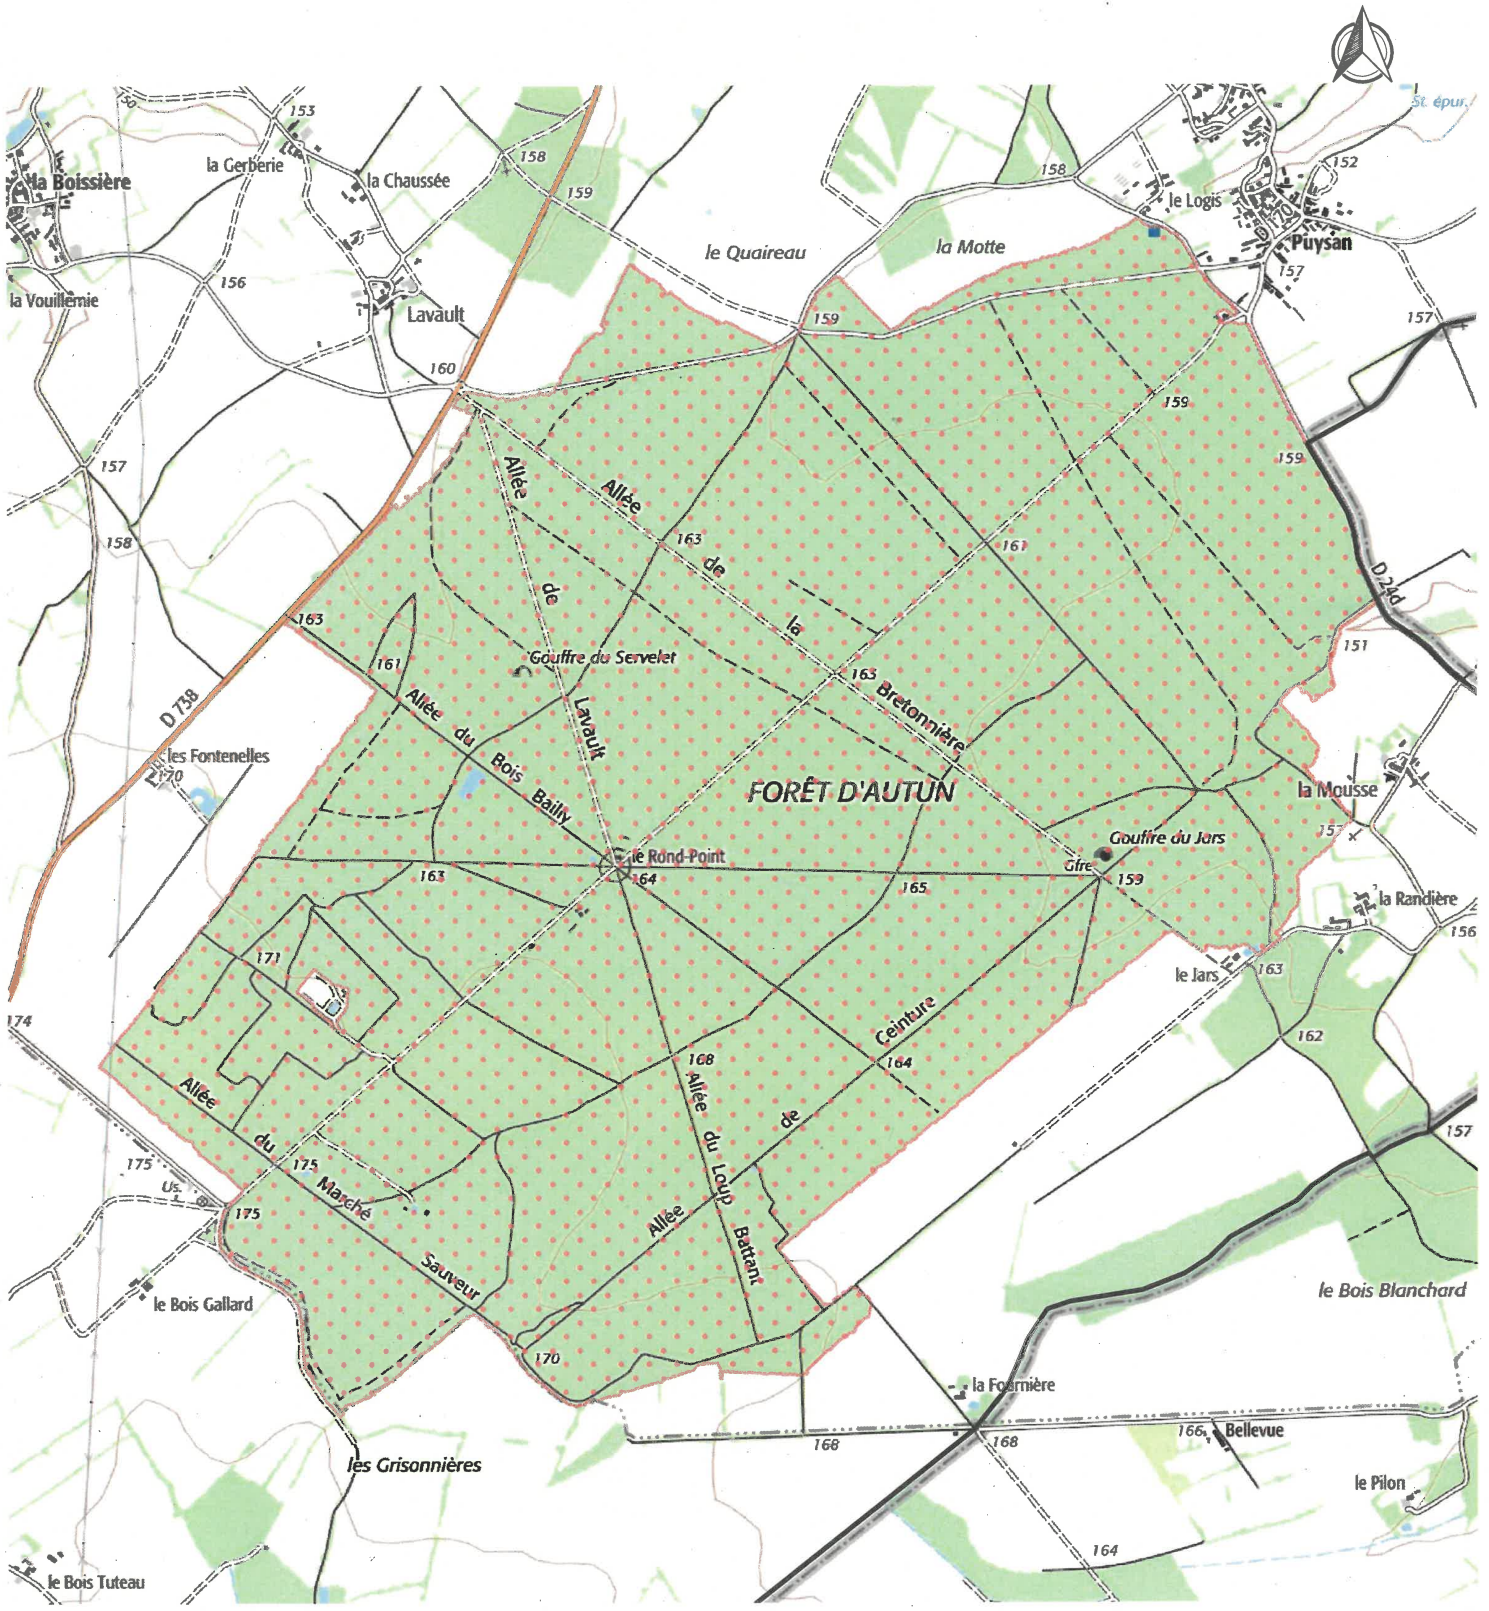 St. épur.
153
158
la Gerberie
la Chaussée
159
158
152
la Boissière
le Logis
70
Puysan
le Quaireau
la Motte
157
156
la Vouillemie
Lavault
159
157
160
159
157
159
Allée
de
Lavault
Allée
de
la
Bretonnière
163
161
158
D 24d
163
151
161
Gouffre du Servelet
163
Allée
du
Bois
Bailly
D 738
les Fontenelles
170
FORÊT D'AUTUN
la Mousse
157
Gouffre du Jars
Gfre
159
le Rond-Point
164
163
165
la Randière
156
171
le Jars
163
174
162
Allée
de
Ceinture
168
164
Allée
du
Loup
Battant
157
Allée
du
Marché
Sauveur
175
175
Us.
175
le Bois Gallard
le Bois Blanchard
170
la Fournière
168
168
166
Bellevue
les Grisonnières
le Pilon
164
le Bois Tuteau